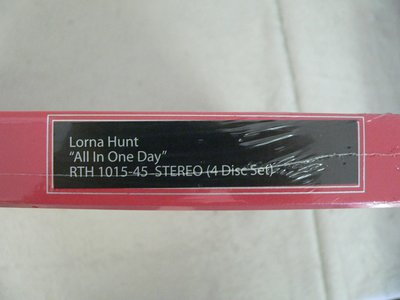 Lorna Hunt
“All In One Day”
RTH 1015-45 STEREO (4 Disc Set)